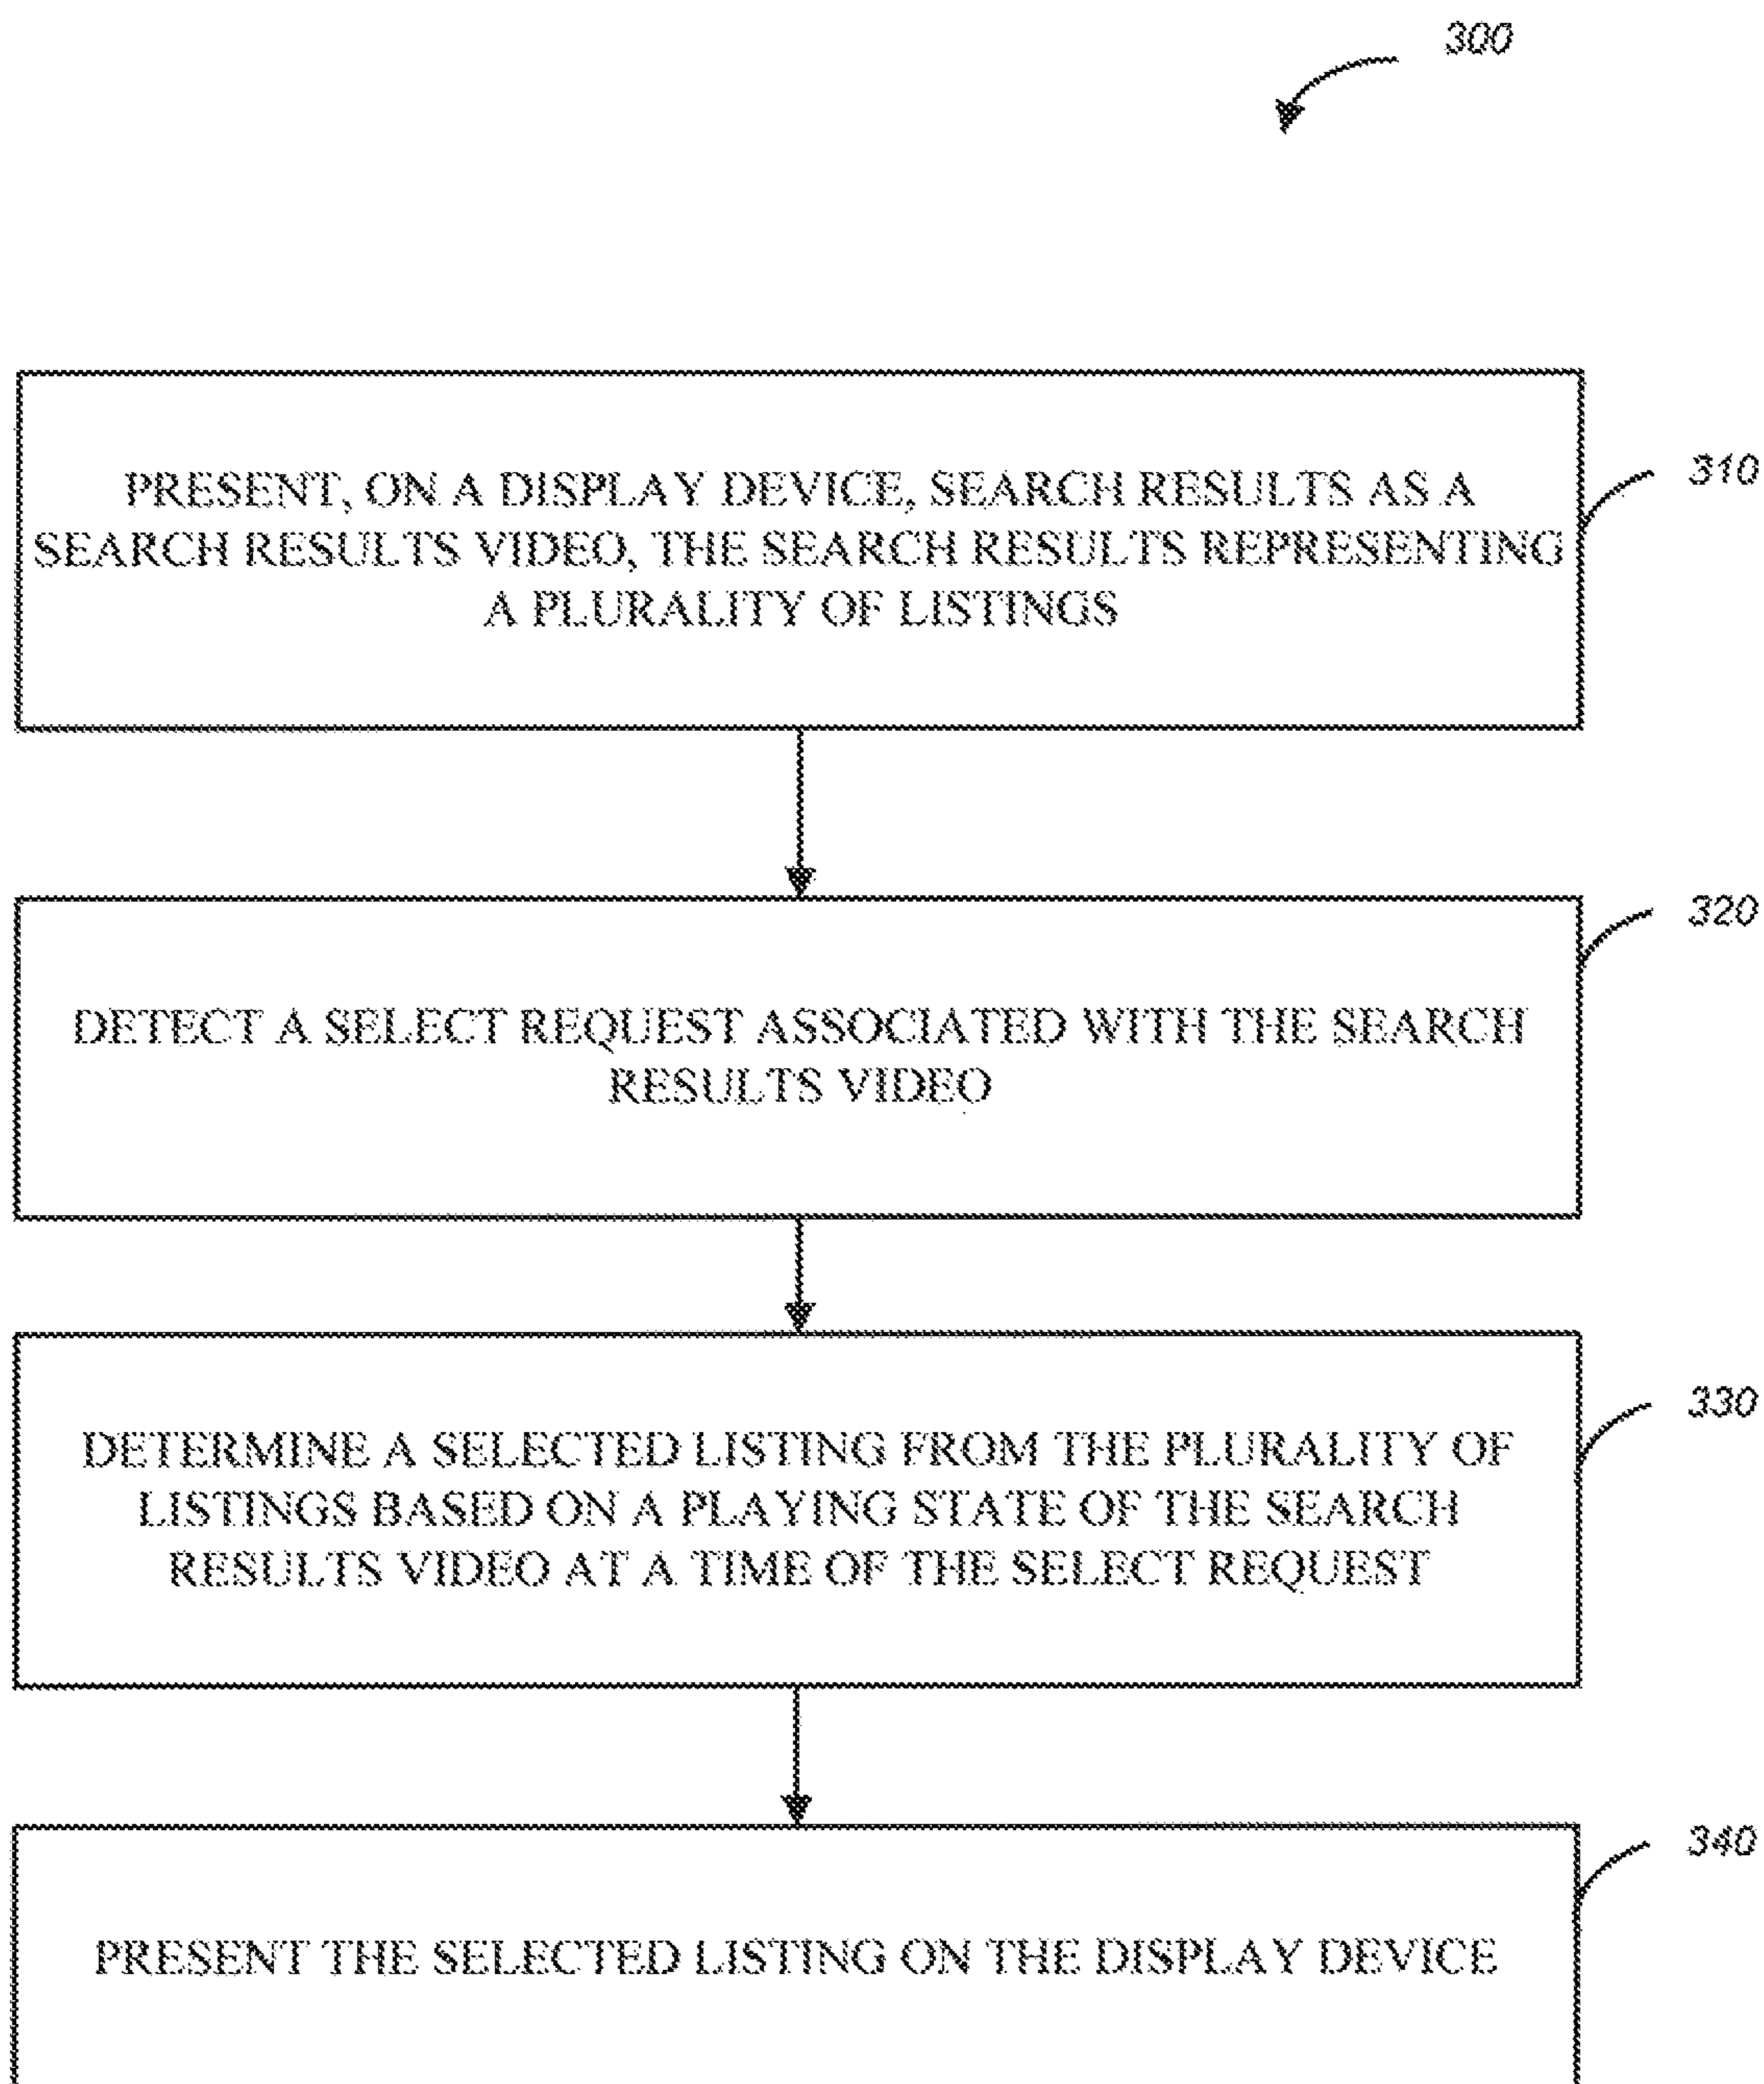 300
PRESENT, ON A DISPLAY DEVICE, SEARCH RESULTS AS A
SEARCH RESULTS VIDEO, THE SEARCH RESULTS REPRESENTING
A PLURALITY OF LISTINGS
310
DETECT A SELECT REQUEST ASSOCIATED WITH THE SEARCH
RESULTS VIDEO
320
DETERMINE A SELECTED LISTING FROM THE PLURALITY OF
LISTINGS BASED ON A PLAYING STATE OF THE SEARCH
RESULTS VIDEO AT A TIME OF THE SELECT REQUEST
330
PRESENT THE SELECTED LISTING ON THE DISPLAY DEVICE
340